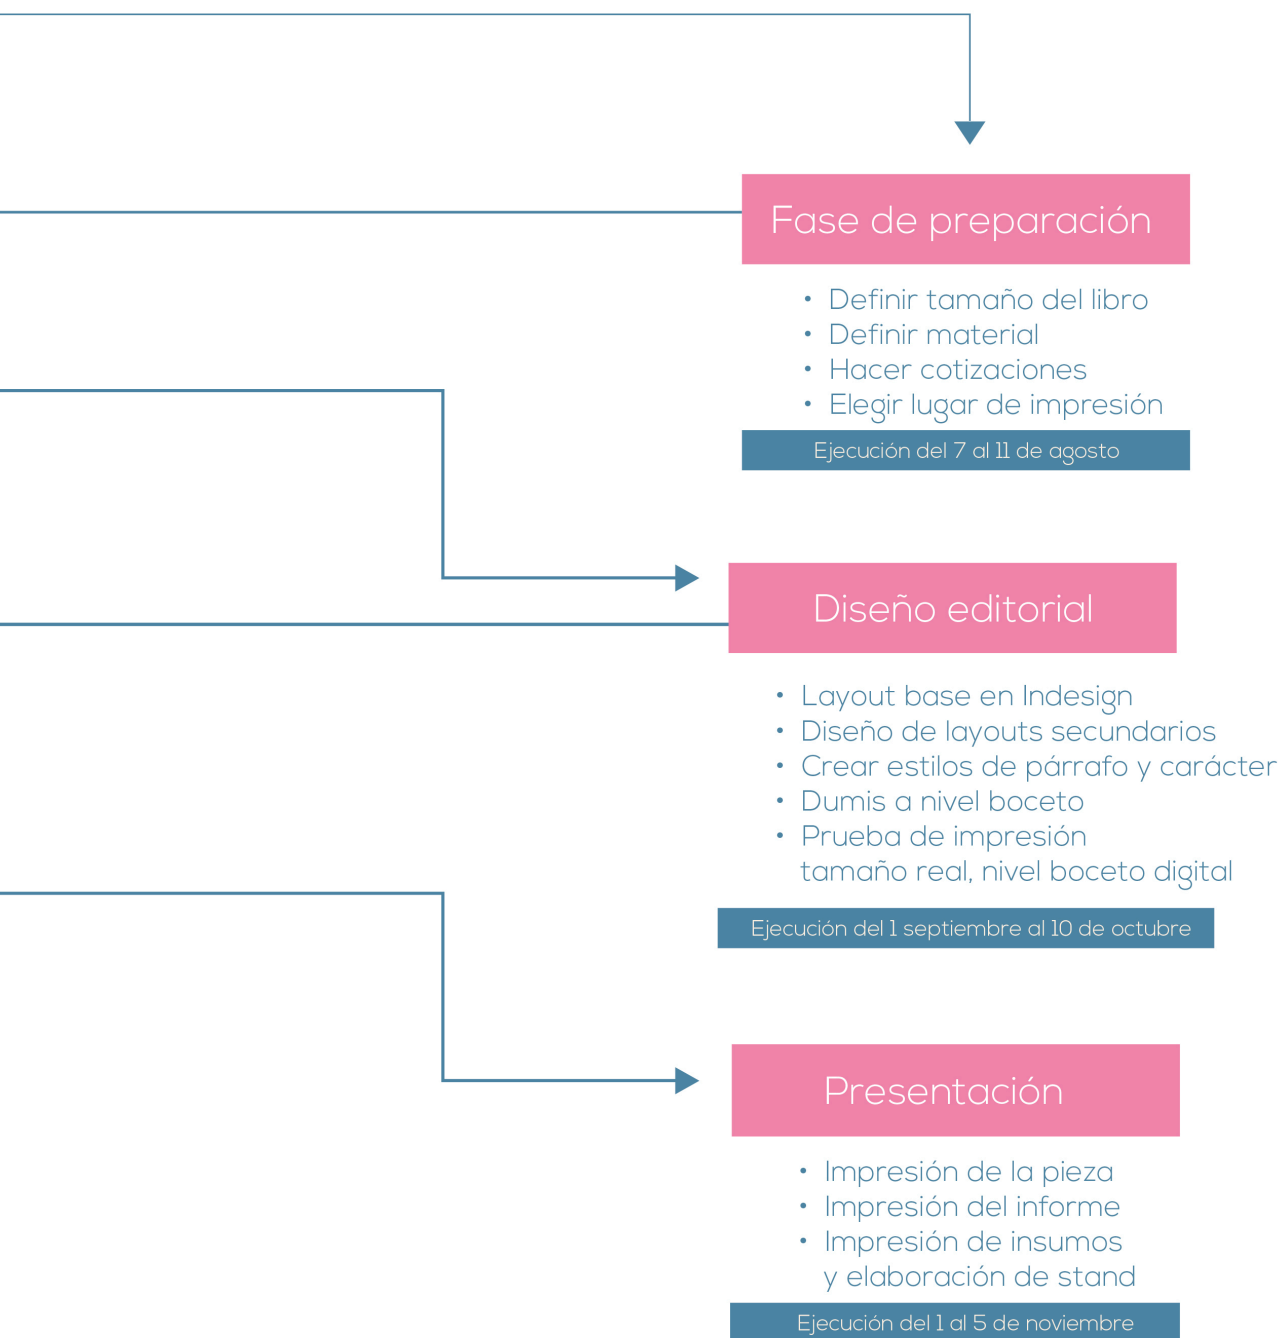 Fase de preparación
• Definir tamaño del libro
• Definir material
• Hacer cotizaciones
• Elegir lugar de impresión
Ejecución del 7 al 11 de agosto
Diseño editorial
• Layout base en Indesign
• Diseño de layouts secundarios
• Crear estilos de párrafo y carácter
• Dumis a nivel boceto
• Prueba de impresión
tamaño real, nivel boceto digital
Ejecución del 1 septiembre al 10 de octubre
Presentación
• Impresión de la pieza
• Impresión del informe
• Impresión de insumos
y elaboración de stand
Ejecución del 1 al 5 de noviembre